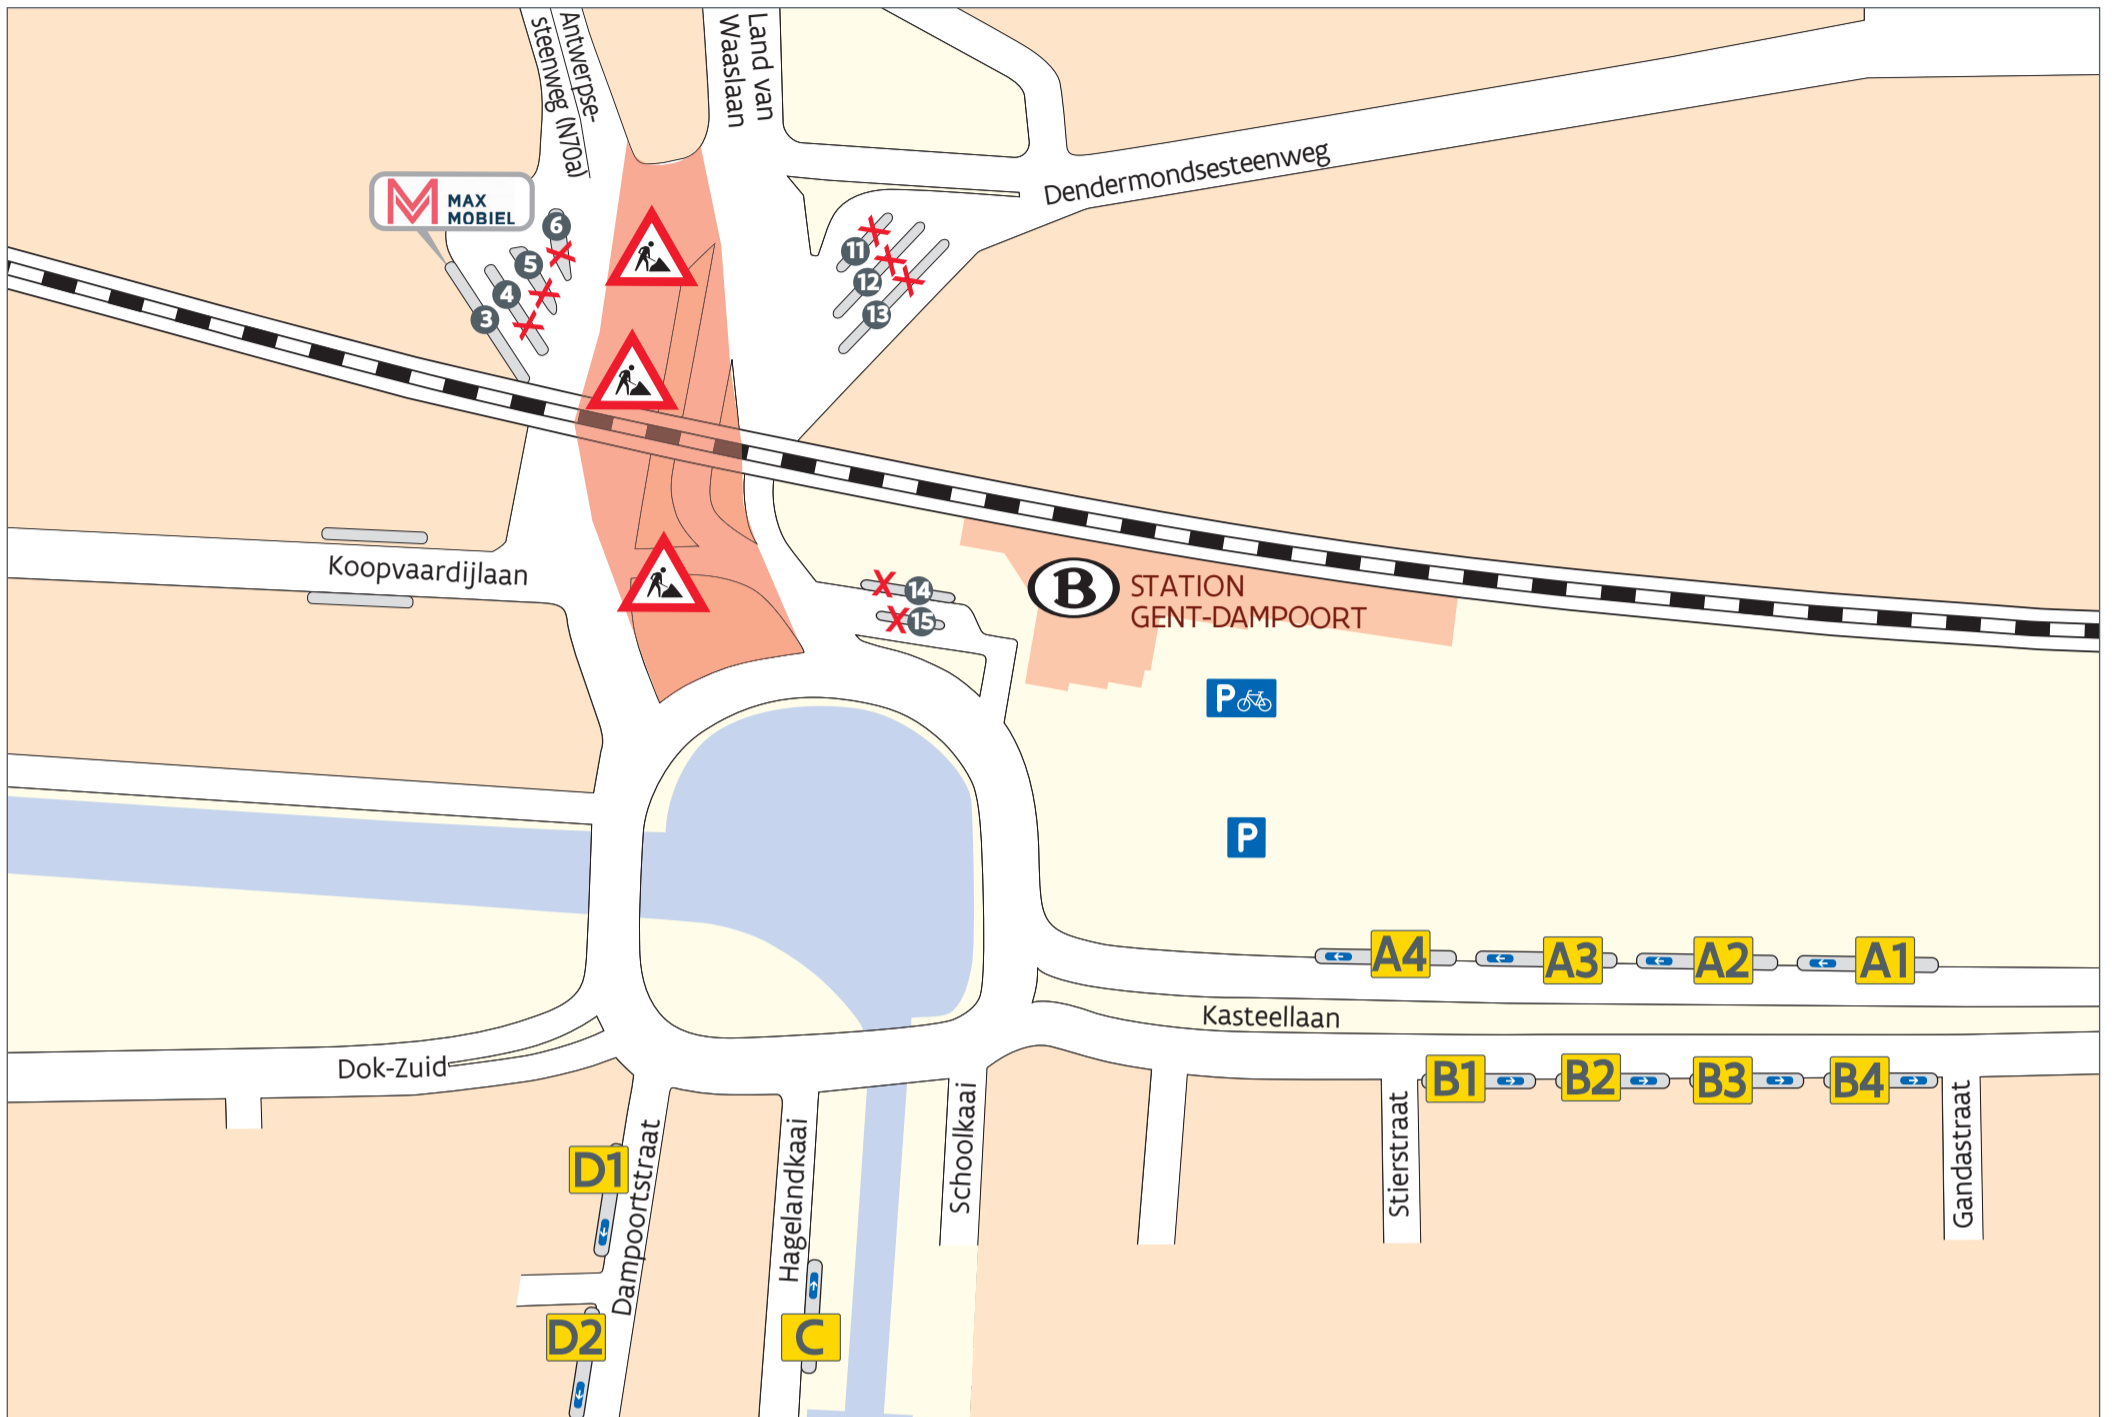 Antwerpse-
steenweg (N70a)
Land van
Waaslaan
Dendermondsesteenweg
M MAX
MOBIEL
6
5
4
3
11
12
13
Koopvaardijlaan
14
15
B STATION
GENT-DAMPOORT
P
P
A4
A3
A2
A1
Kasteellaan
Dok-Zuid
B1
B2
B3
B4
D1
D2
Dampoortstraat
Hagelandkaai
C
Schoolkaai
Stierstraat
Gandastraat